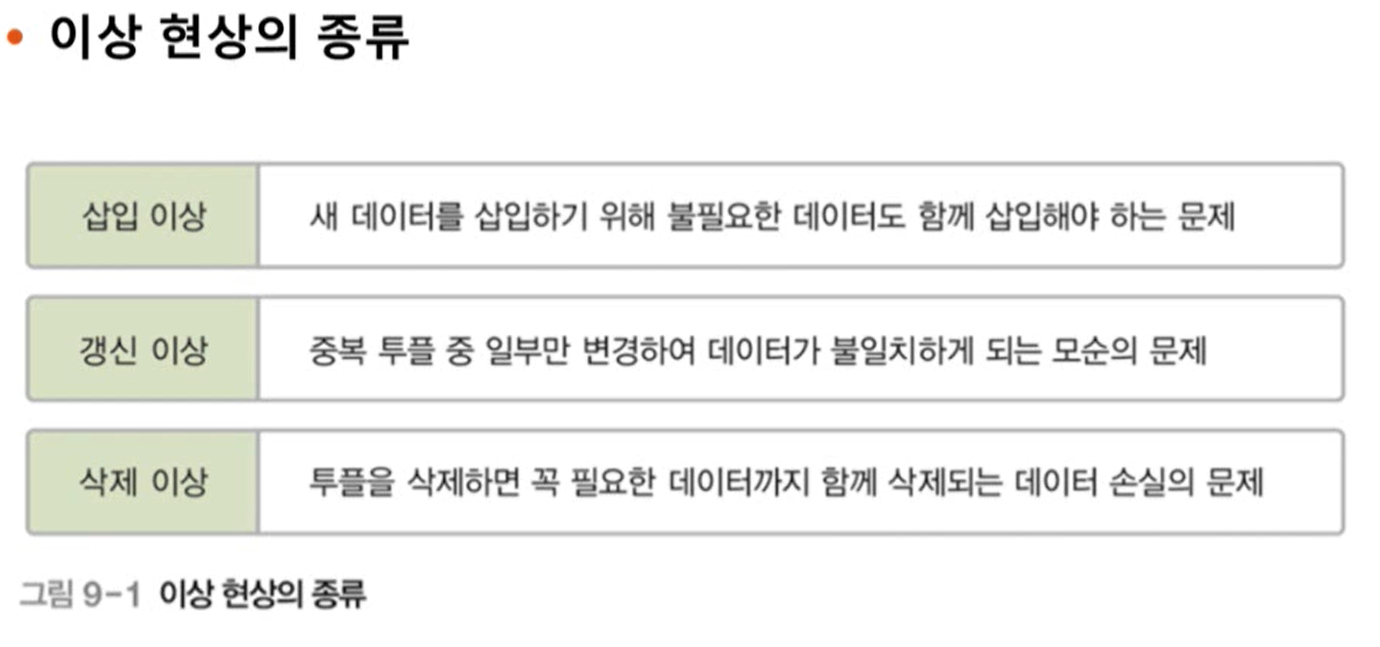 • 이상 현상의 종류
삽입 이상
새 데이터를 삽입하기 위해 불필요한 데이터도 함께 삽입해야 하는 문제
갱신 이상
중복 투플 중 일부만 변경하여 데이터가 불일치하게 되는 모순의 문제
삭제 이상
투플을 삭제하면 꼭 필요한 데이터까지 함께 삭제되는 데이터 손실의 문제
그림 9-1 이상 현상의 종류